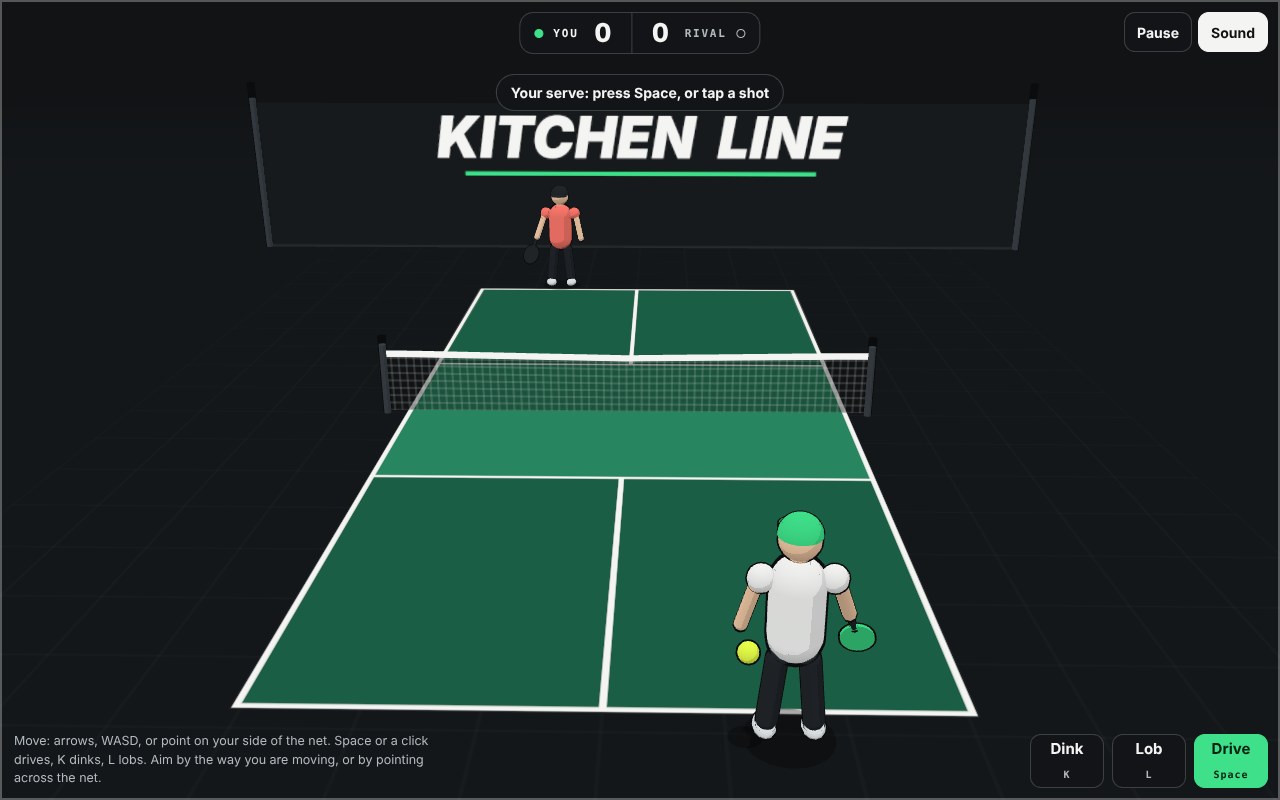 YOU 0 0 RIVAL
Pause
Sound
Your serve: press Space, or tap a shot
KITCHEN LINE
Move: arrows, WASD, or point on your side of the net. Space or a click
drives, K dinks, L lobs. Aim by the way you are moving, or by pointing
across the net.
Dink
K
Lob
L
Drive
Space